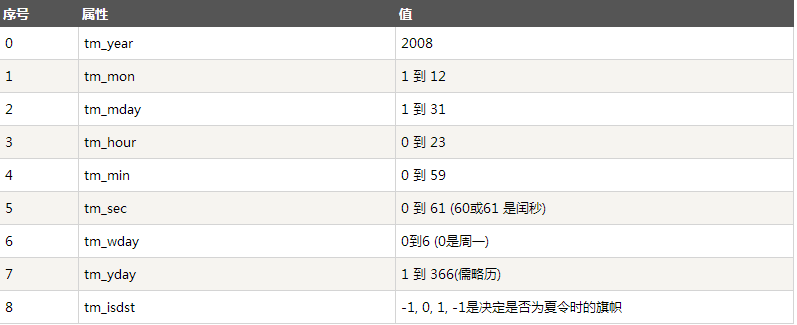 序号 属性 值
0 tm_year 2008
1 tm_mon 1 到 12
2 tm_mday 1 到 31
3 tm_hour 0 到 23
4 tm_min 0 到 59
5 tm_sec 0 到 61 (60或61 是闰秒)
6 tm_wday 0到6 (0是周一)
7 tm_yday 1 到 366(儒略历)
8 tm_isdst -1, 0, 1, -1是决定是否为夏令时的旗帜